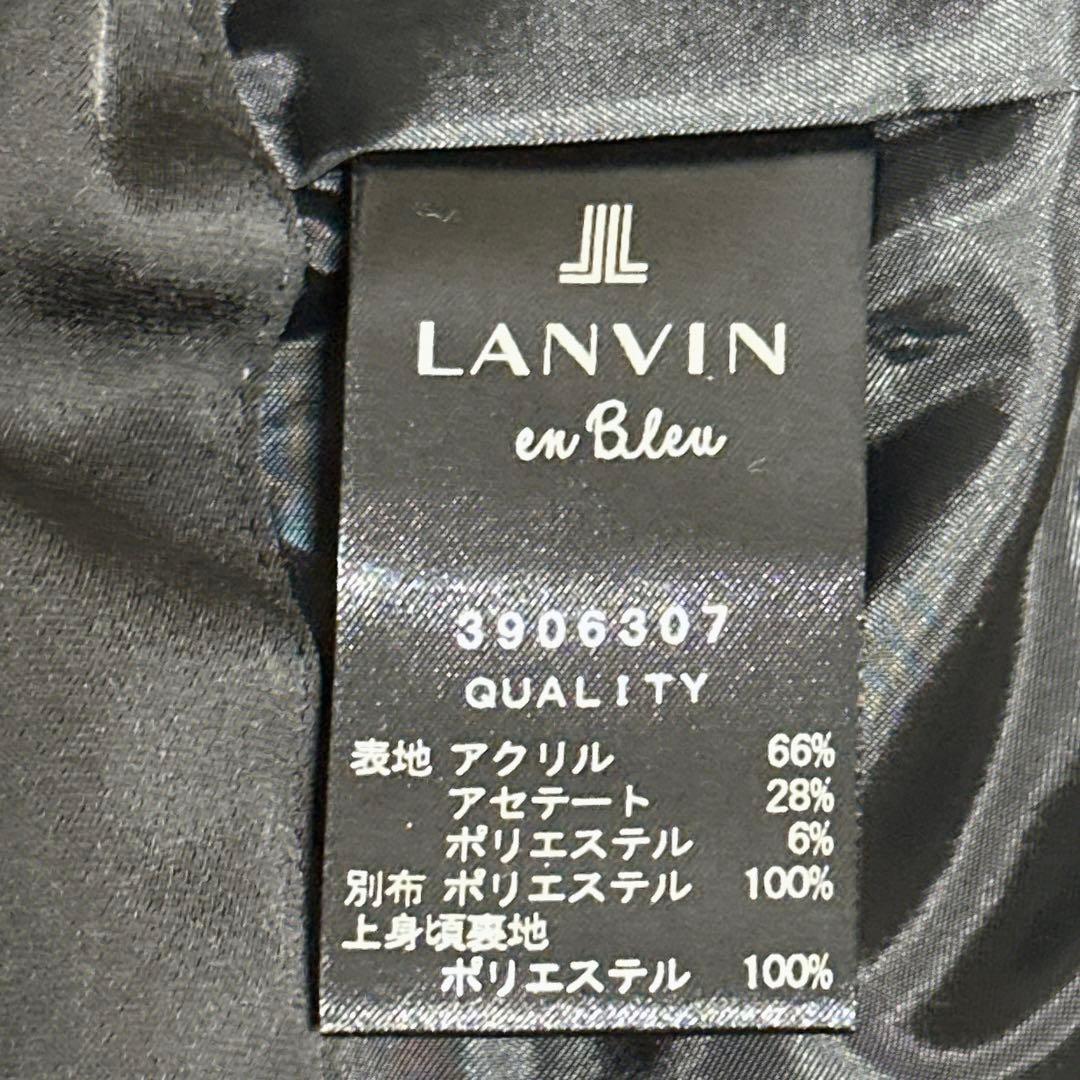 LANVIN
en Bleu
3906307
QUALITY
表地 アクリル 66%
アセテート 28%
ポリエステル 6%
別布 ポリエステル 100%
上身頃裏地
ポリエステル 100%